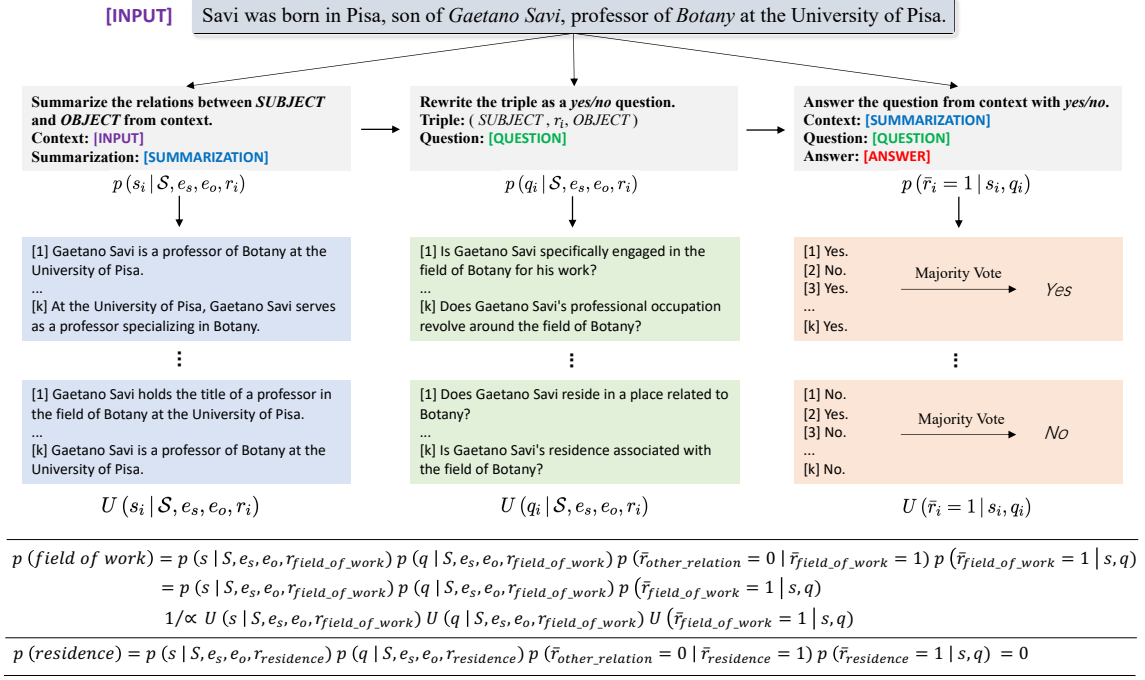 [INPUT] Savi was born in Pisa, son of Gaetano Savi, professor of Botany at the University of Pisa.
Summarize the relations between SUBJECT
and OBJECT from context.
Context: [INPUT]
Summarization: [SUMMARIZATION]
p (s_i | S, e_s, e_o, r_i)
Rewrite the triple as a yes/no question.
Triple: ( SUBJECT , r_i, OBJECT )
Question: [QUESTION]
p (q_i | S, e_s, e_o, r_i)
Answer the question from context with yes/no.
Context: [SUMMARIZATION]
Question: [QUESTION]
Answer: [ANSWER]
p (r̄_i = 1 | s_i, q_i)
[1] Gaetano Savi is a professor of Botany at the
University of Pisa.
...
[k] At the University of Pisa, Gaetano Savi serves
as a professor specializing in Botany.
[1] Is Gaetano Savi specifically engaged in the
field of Botany for his work?
...
[k] Does Gaetano Savi's professional occupation
revolve around the field of Botany?
[1] Yes.
[2] No.
[3] Yes.
...
[k] Yes.
Majority Vote
Yes
⋮ ⋮ ⋮
[1] Gaetano Savi holds the title of a professor in
the field of Botany at the University of Pisa.
...
[k] Gaetano Savi is a professor of Botany at the
University of Pisa.
[1] Does Gaetano Savi reside in a place related to
Botany?
...
[k] Is Gaetano Savi's residence associated with
the field of Botany?
[1] No.
[2] Yes.
[3] No.
...
[k] No.
Majority Vote
No
U (s_i | S, e_s, e_o, r_i)
U (q_i | S, e_s, e_o, r_i)
U (r̄_i = 1 | s_i, q_i)
p (field of work) = p (s | S, e_s, e_o, r_field_of_work) p (q | S, e_s, e_o, r_field_of_work) p (r̄_other_relation = 0 | r̄_field_of_work = 1) p (r̄_field_of_work = 1 | s, q)
= p (s | S, e_s, e_o, r_field_of_work) p (q | S, e_s, e_o, r_field_of_work) p (r̄_field_of_work = 1 | s, q)
1/∝ U (s | S, e_s, e_o, r_field_of_work) U (q | S, e_s, e_o, r_field_of_work) U (r̄_field_of_work = 1 | s, q)
p (residence) = p (s | S, e_s, e_o, r_residence) p (q | S, e_s, e_o, r_residence) p (r̄_other_relation = 0 | r̄_residence = 1) p (r̄_residence = 1 | s, q) = 0